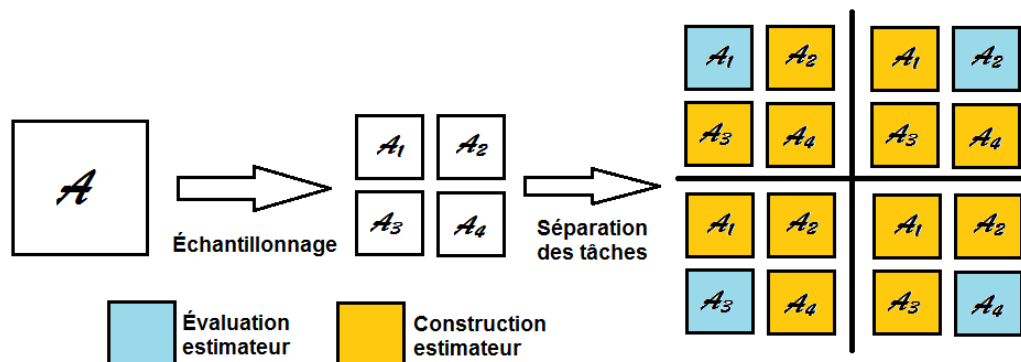 A
Échantillonnage
A1 A2
A3 A4
Séparation
des tâches
A1 A2 A1 A2
A3 A4 A3 A4
A1 A2 A1 A2
A3 A4 A3 A4
Évaluation
estimateur
Construction
estimateur